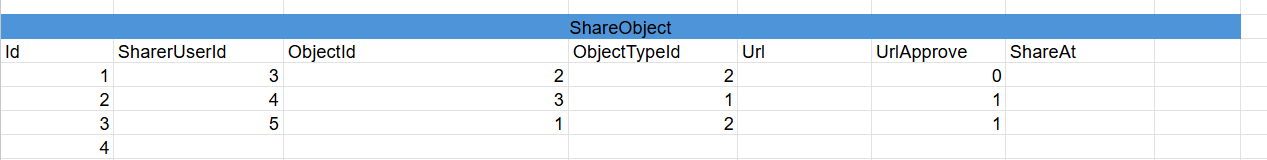 ShareObject
Id SharerUserId ObjectId ObjectTypeId Url UrlApprove ShareAt
1 3 2 2 0
2 4 3 1 1
3 5 1 2 1
4